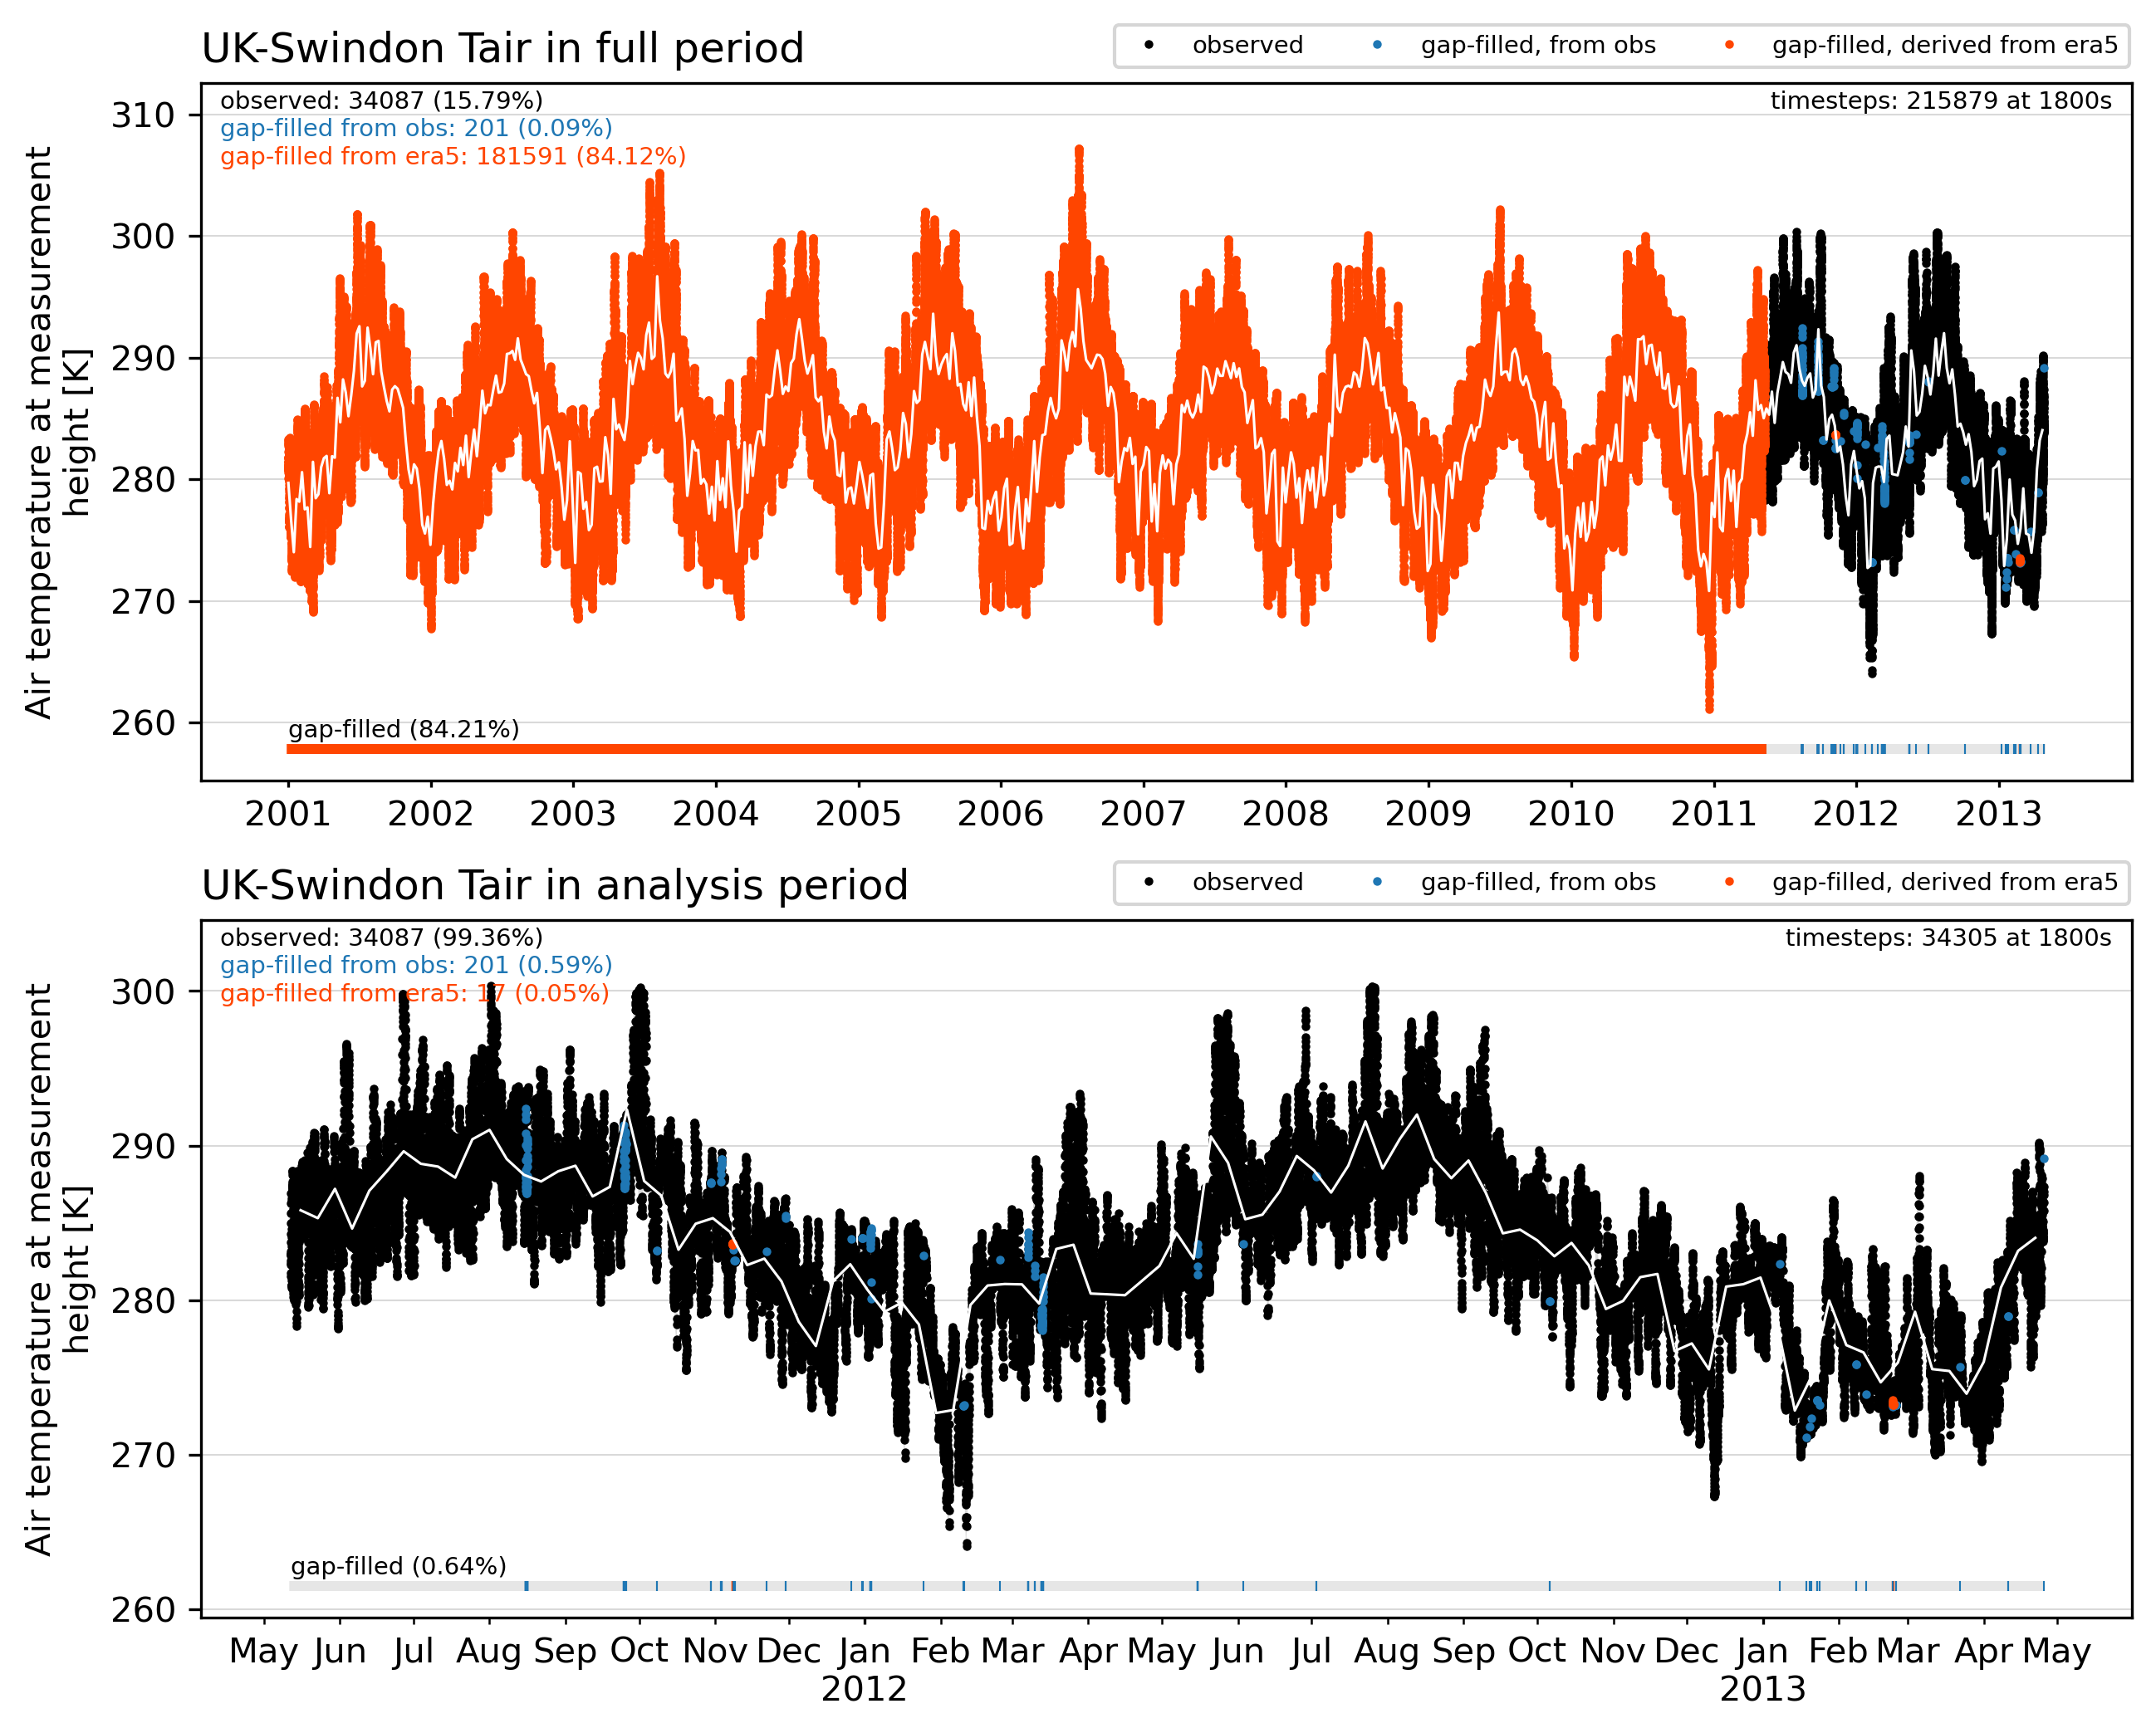 UK-Swindon Tair in full period
observed gap-filled, from obs gap-filled, derived from era5
observed: 34087 (15.79%)
timesteps: 215879 at 1800s
gap-filled from obs: 201 (0.09%)
gap-filled from era5: 181591 (84.12%)
Air temperature at measurement
height [K]
310
300
290
280
270
260
gap-filled (84.21%)
2001 2002 2003 2004 2005 2006 2007 2008 2009 2010 2011 2012 2013
UK-Swindon Tair in analysis period
observed gap-filled, from obs gap-filled, derived from era5
observed: 34087 (99.36%)
timesteps: 34305 at 1800s
gap-filled from obs: 201 (0.59%)
gap-filled from era5: 17 (0.05%)
Air temperature at measurement
height [K]
300
290
280
270
260
gap-filled (0.64%)
May Jun Jul Aug Sep Oct Nov Dec Jan Feb Mar Apr May Jun Jul Aug Sep Oct Nov Dec Jan Feb Mar Apr May
2012 2013